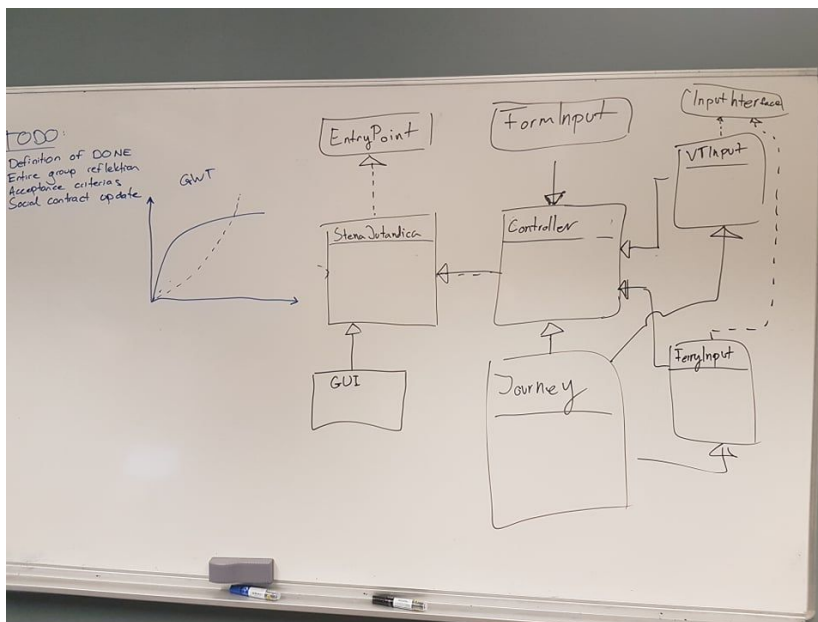 TODO:
Definition of DONE
Entire group reflektion
Acceptance criterias
Social contract update
GWT
EntryPoint
FormInput
CInputInterface
VTInput
StenaJutandica
Controller
GUI
Journey
FerryInput